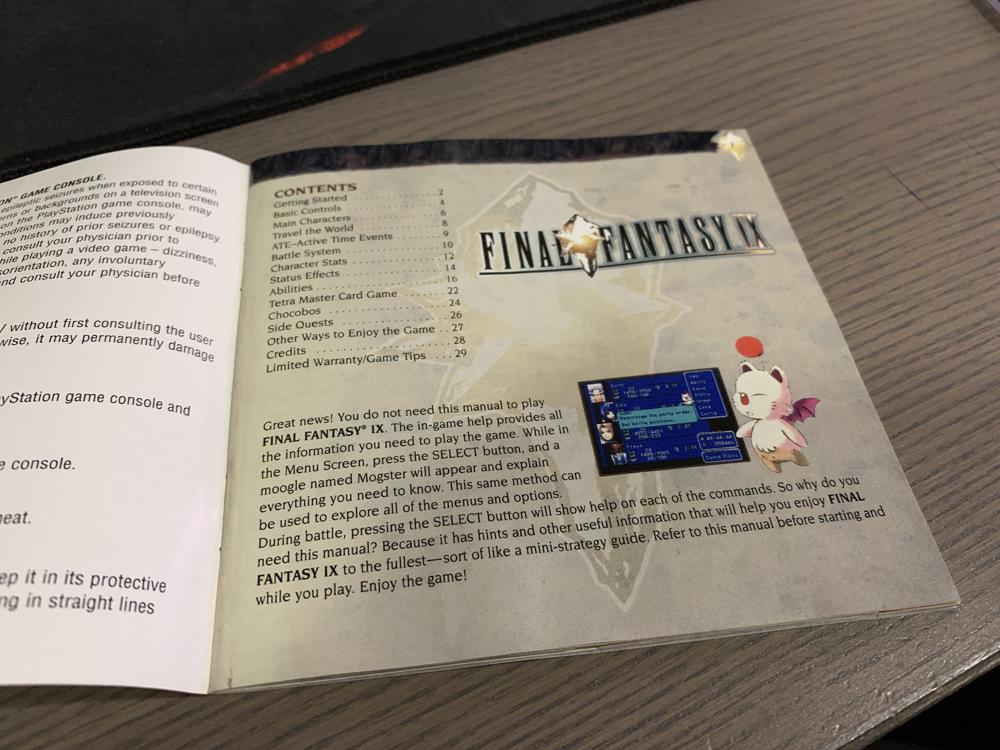 ON™ GAME CONSOLE.
epileptic seizures when exposed to certain
erns or backgrounds on a television screen
on the PlayStation game console, may
onditions may induce previously
no history of prior seizures or epilepsy.
consult your physician prior to
hile playing a video game – dizziness,
sorientation, any involuntary
nd consult your physician before
/ without first consulting the user
wise, it may permanently damage
ayStation game console and
e console.
heat.
ep it in its protective
ng in straight lines
CONTENTS
Getting Started 2
Basic Controls 4
Main Characters 6
Travel the World 8
ATE–Active Time Events 9
Battle System 10
Character Stats 12
Status Effects 14
Abilities 16
Tetra Master Card Game 22
Chocobos 24
Side Quests 26
Other Ways to Enjoy the Game 27
Credits 28
Limited Warranty/Game Tips 29
FINAL FANTASY IX
Great news! You do not need this manual to play
FINAL FANTASY® IX. The in-game help provides all
the information you need to play the game. While in
the Menu Screen, press the SELECT button, and a
moogle named Mogster will appear and explain
everything you need to know. This same method can
be used to explore all of the menus and options.
During battle, pressing the SELECT button will show help on each of the commands. So why do you
need this manual? Because it has hints and other useful information that will help you enjoy FINAL
FANTASY IX to the fullest—sort of like a mini-strategy guide. Refer to this manual before starting and
while you play. Enjoy the game!
Rearrange the party order.
Set battle positions.